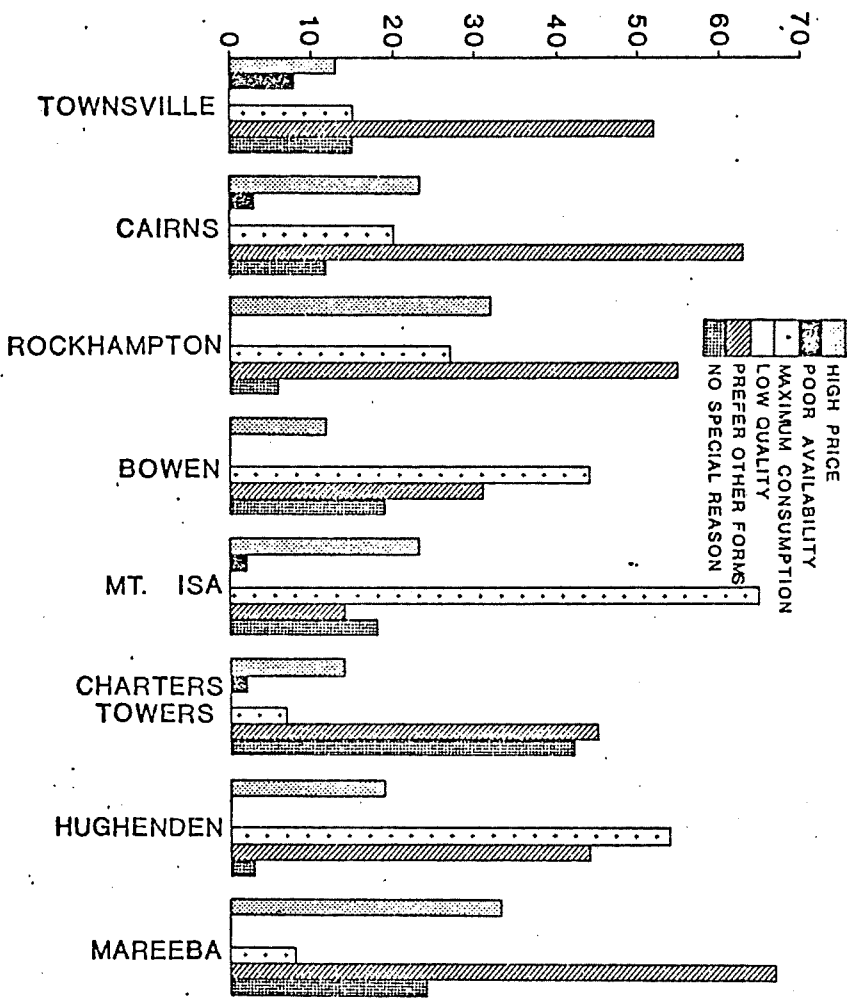 0 10 20 30 40 50 60 70
TOWNSVILLE
CAIRNS
ROCKHAMPTON
BOWEN
MT. ISA
CHARTERS
TOWERS
HUGHENDEN
MAREEBA
HIGH PRICE
POOR AVAILABILITY
MAXIMUM CONSUMPTION
LOW QUALITY
PREFER OTHER FORMS
NO SPECIAL REASON